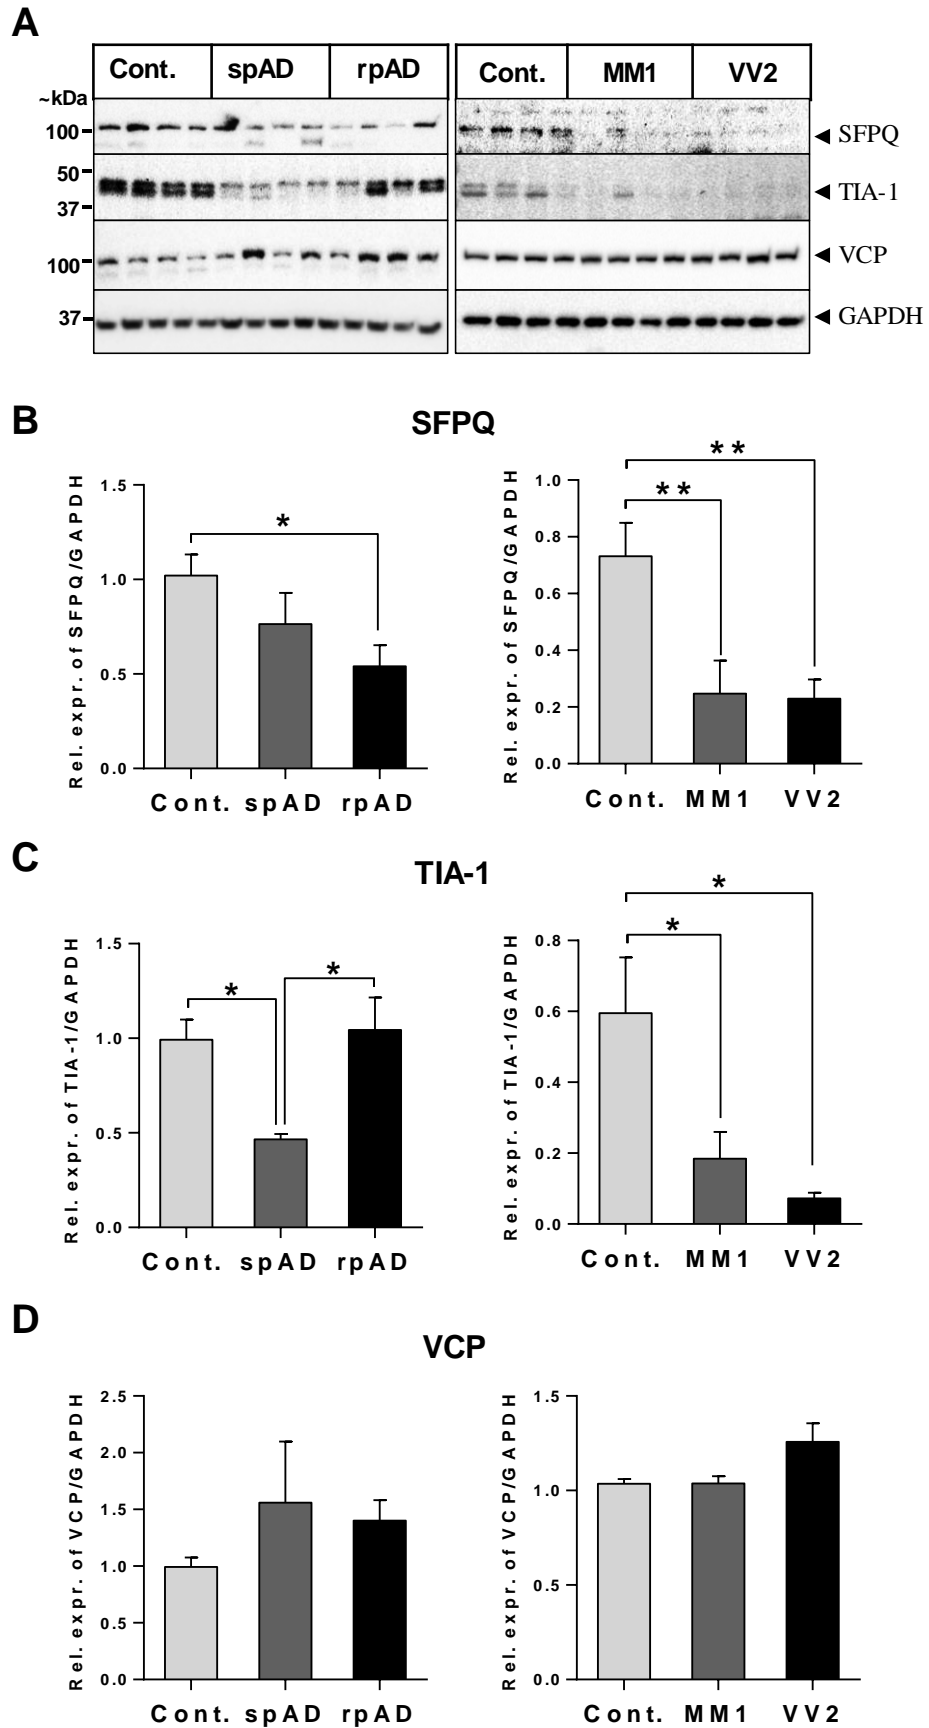 A
Cont. spAD rpAD Cont. MM1 VV2
~kDa
100 SFPQ
50
37 TIA-1
100 VCP
37 GAPDH
B
SFPQ
Rel. expr. of SFPQ/GAPDH
1.5
1.0
0.5
0.0
*
Cont. spAD rpAD
Rel. expr. of SFPQ/GAPDH
1.0
0.8
0.6
0.4
0.2
0.0
**
**
Cont. MM1 VV2
C
TIA-1
Rel. expr. of TIA-1/GAPDH
1.5
1.0
0.5
0.0
*
*
Cont. spAD rpAD
Rel. expr. of TIA-1/GAPDH
0.8
0.6
0.4
0.2
0.0
*
*
Cont. MM1 VV2
D
VCP
Rel. expr. of VCP/GAPDH
2.5
2.0
1.5
1.0
0.5
0.0
Cont. spAD rpAD
Rel. expr. of VCP/GAPDH
1.5
1.0
0.5
0.0
Cont. MM1 VV2